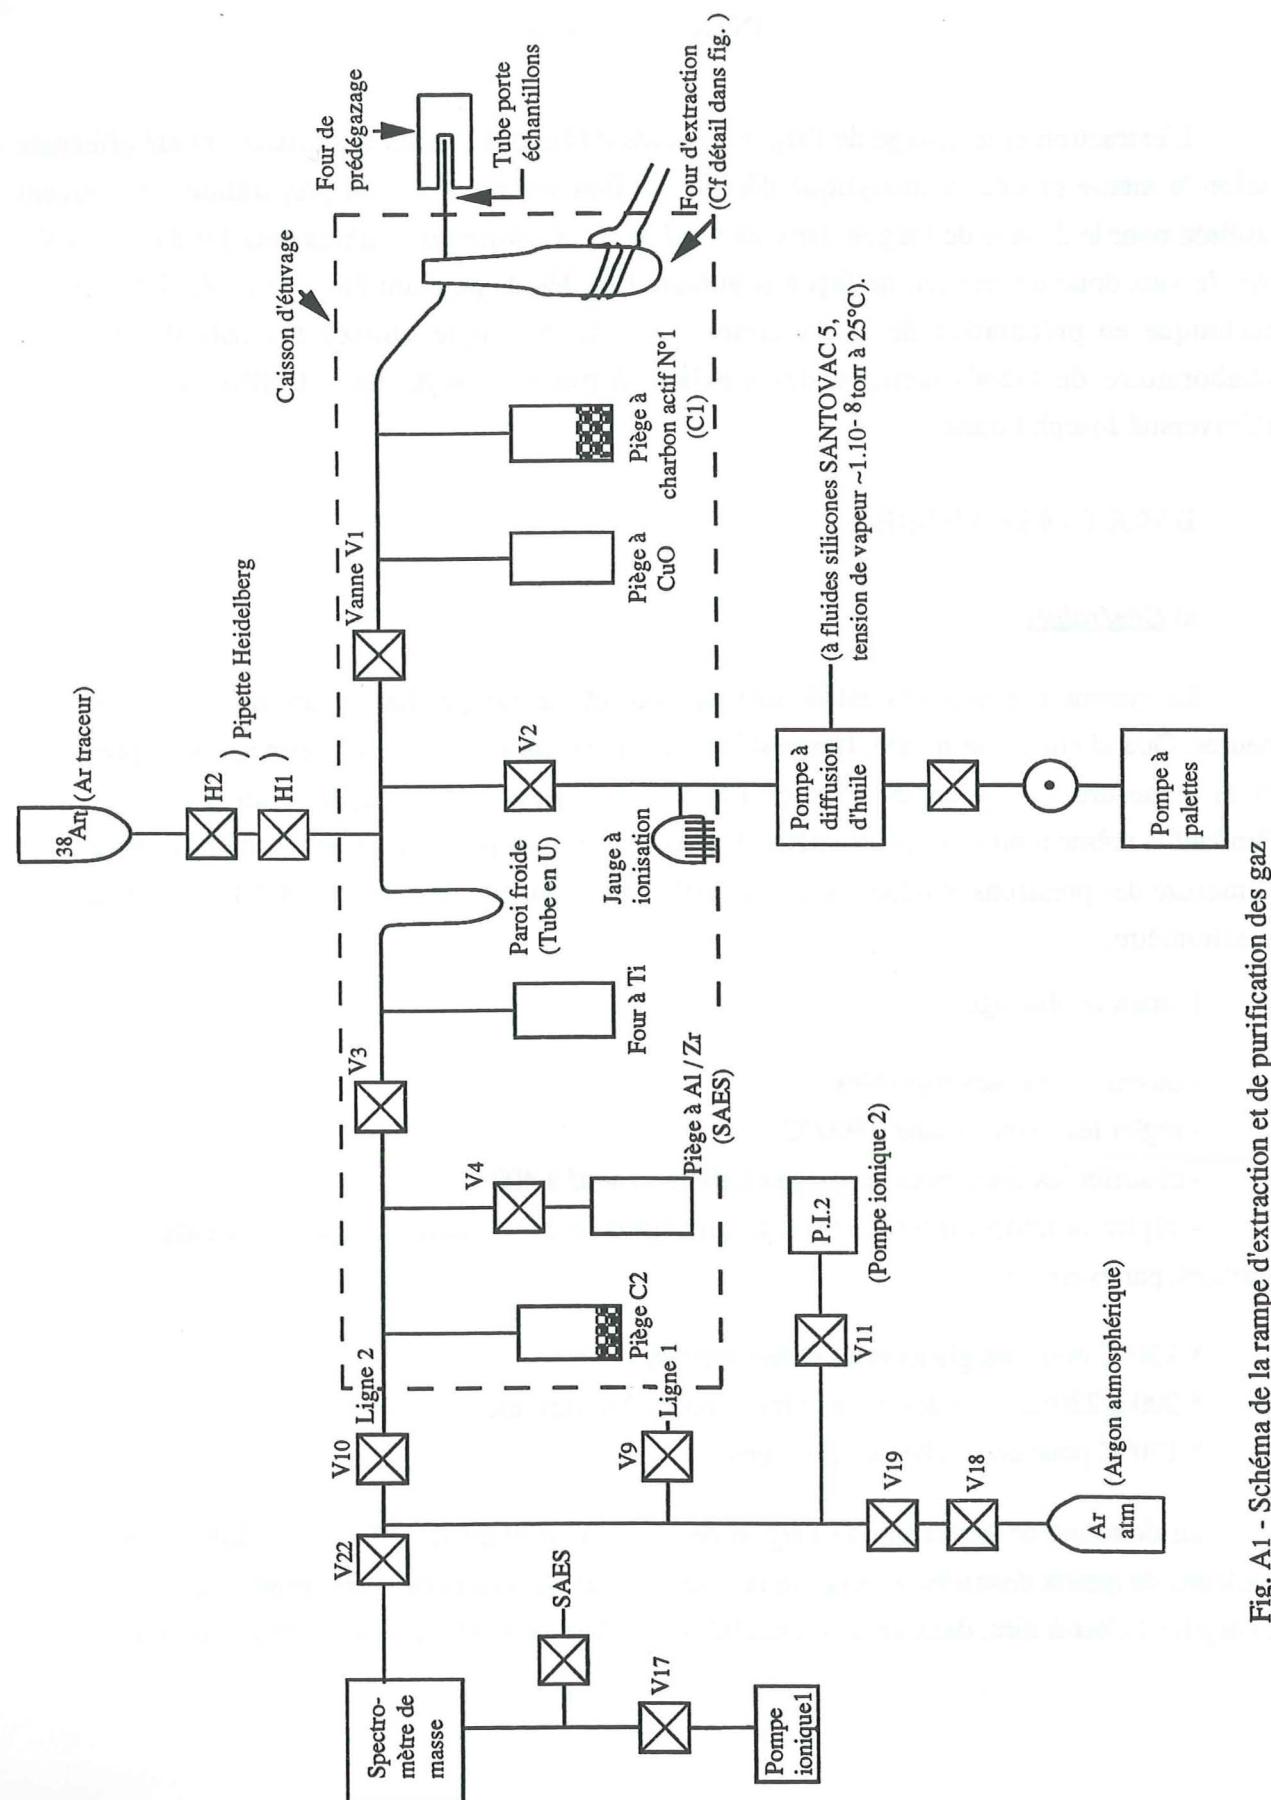 Four de
prédégazage
Tube porte
échantillons
Caisson d'étuvage
Four d'extraction
(Cf détail dans fig. )
Piège à
charbon actif N°1
(C1)
Piège à
CuO
Vanne V1
38Ar (Ar traceur)
H2
H1
) Pipette Heidelberg
)
V2
Jauge à
ionisation
Pompe à
diffusion
d'huile
(à fluides silicones SANTOVAC 5,
tension de vapeur ~1.10-8 torr à 25°C).
Pompe à
palettes
Paroi froide
(Tube en U)
Four à Ti
V3
V4
Piège à Al / Zr
(SAES)
Piège C2
Ligne 2
V10
V22
V9
Ligne 1
V11
P.I.2
(Pompe ionique 2)
V19
V18
Ar
atm
(Argon atmosphérique)
Spectro-
mètre de
masse
SAES
V17
Pompe
ionique1
Fig. A1 - Schéma de la rampe d'extraction et de purification des gaz